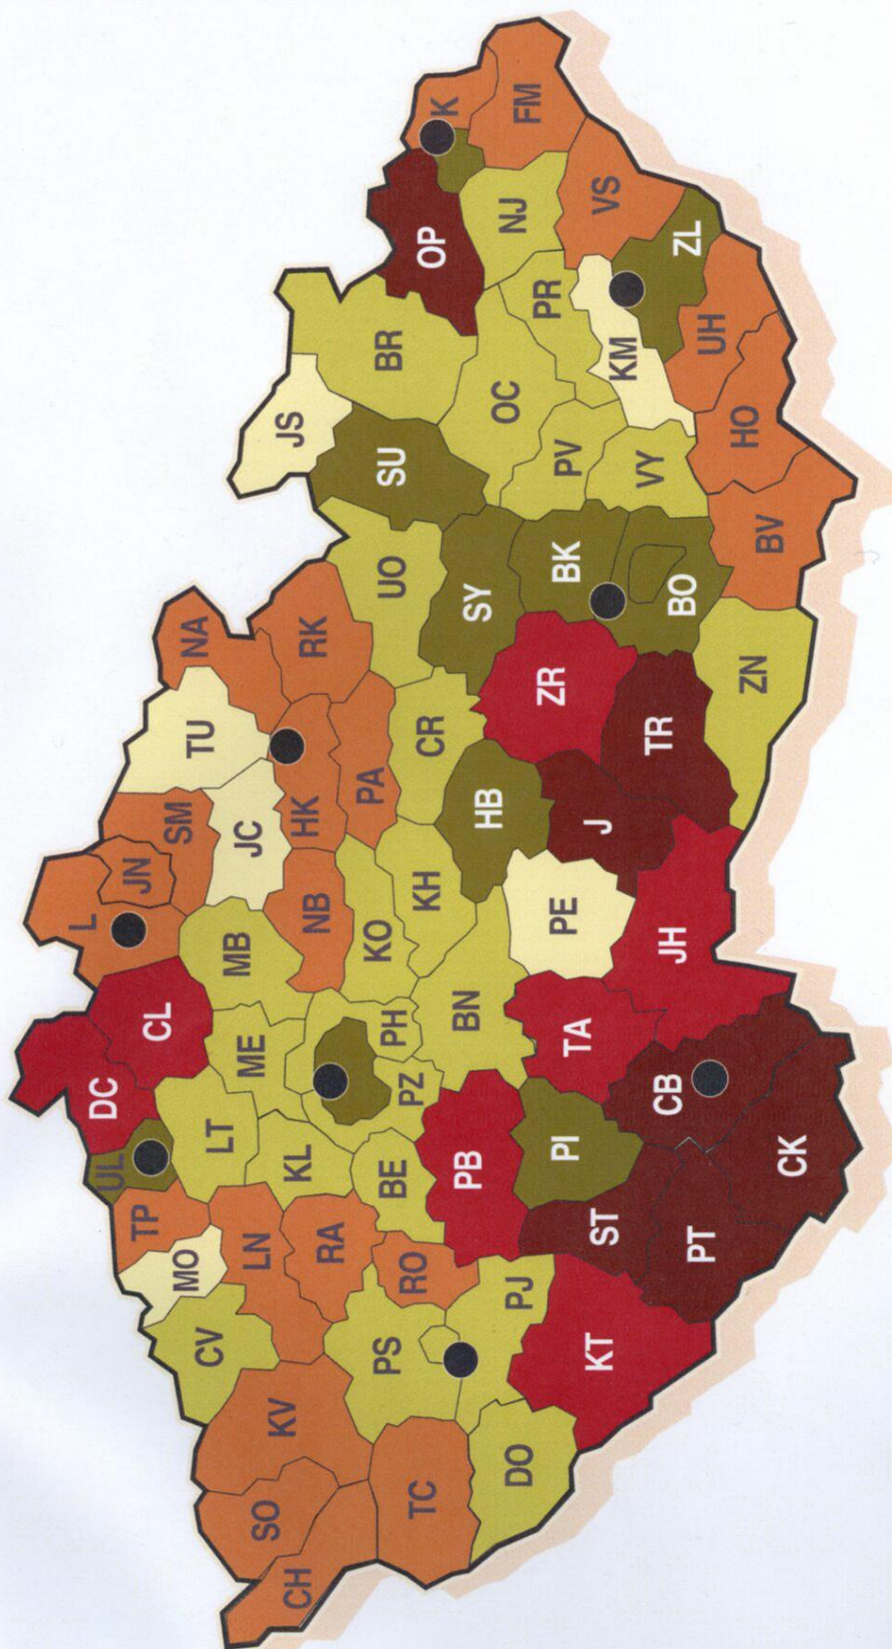 L
DC
UL
JN
TP
CL
SM
MO
NA
TU
CV
LT
MB
JC
ME
LN
SO
KV
JS
CH
KL
HK
RK
NB
RA
PA
KO
PS
BR
UO
SU
BE
PH
PZ
RO
TC
KH
CR
OP
K
BN
PB
SY
HB
OC
NJ
DO
PJ
FM
PR
ZR
PE
PI
BK
PV
TA
J
KT
ST
VS
KM
VY
TR
CB
JH
BO
ZL
PT
UH
HO
ZN
BV
CK